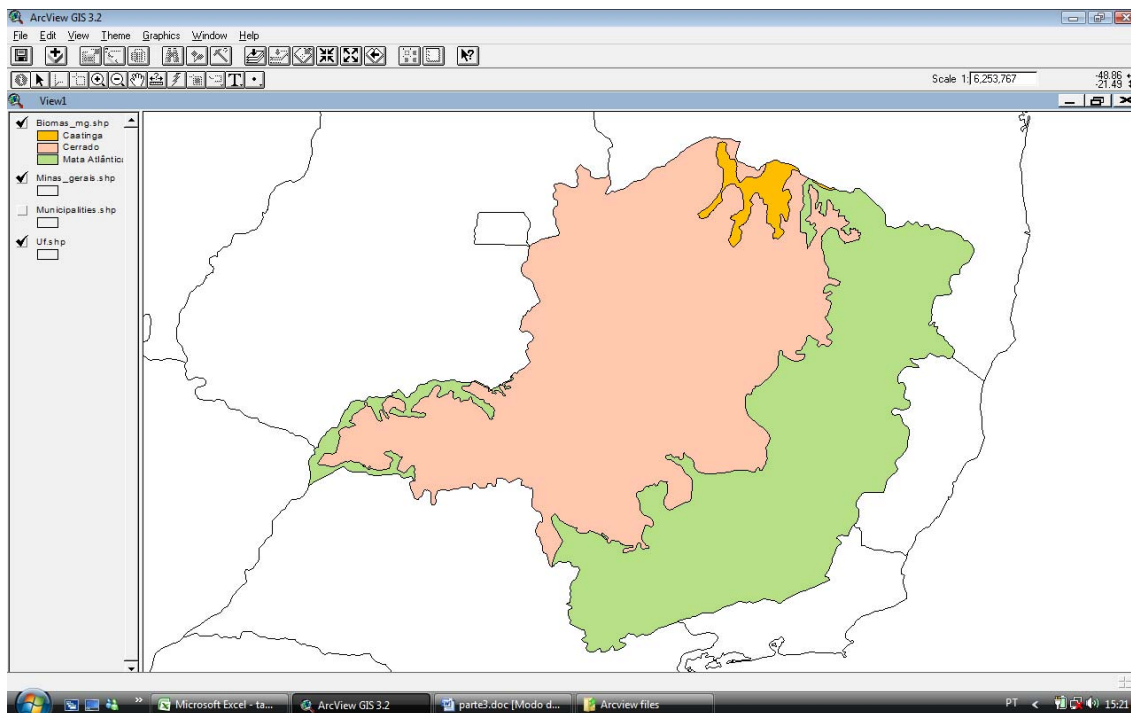 ArcView GIS 3.2
File Edit View Theme Graphics Window Help
Scale 1: 6,253,767
-48.86
-21.49
View1
Biomas_mg.shp
Caatinga
Cerrado
Mata Atlântica
Minas_gerais.shp
Municipalities.shp
Uf.shp
Microsoft Excel - ta...
ArcView GIS 3.2
parte3.doc [Modo d...
Arcview files
PT
15:21